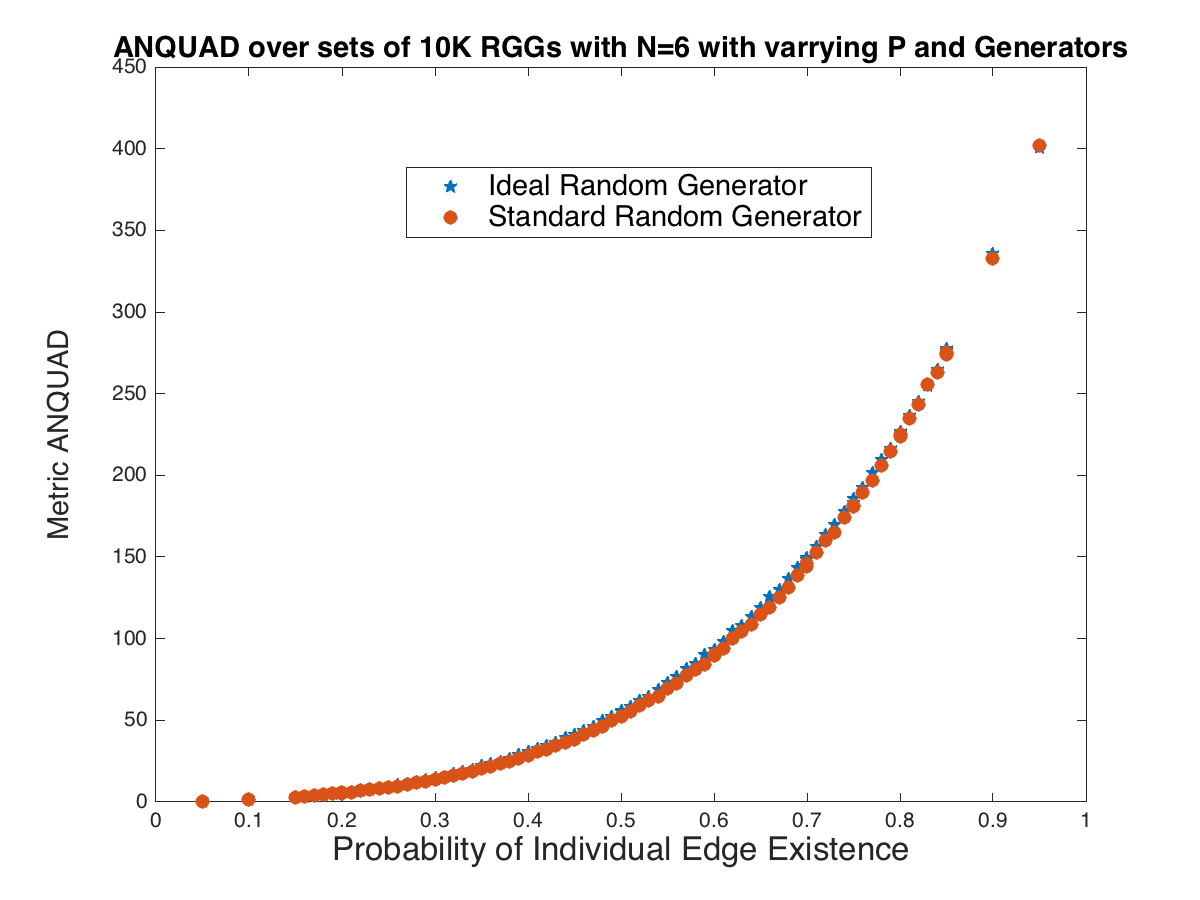 ANQUAD over sets of 10K RGGs with N=6 with varrying P and Generators
450
400
350
300
250
200
150
100
50
0
Metric ANQUAD
Ideal Random Generator
Standard Random Generator
0 0.1 0.2 0.3 0.4 0.5 0.6 0.7 0.8 0.9 1
Probability of Individual Edge Existence